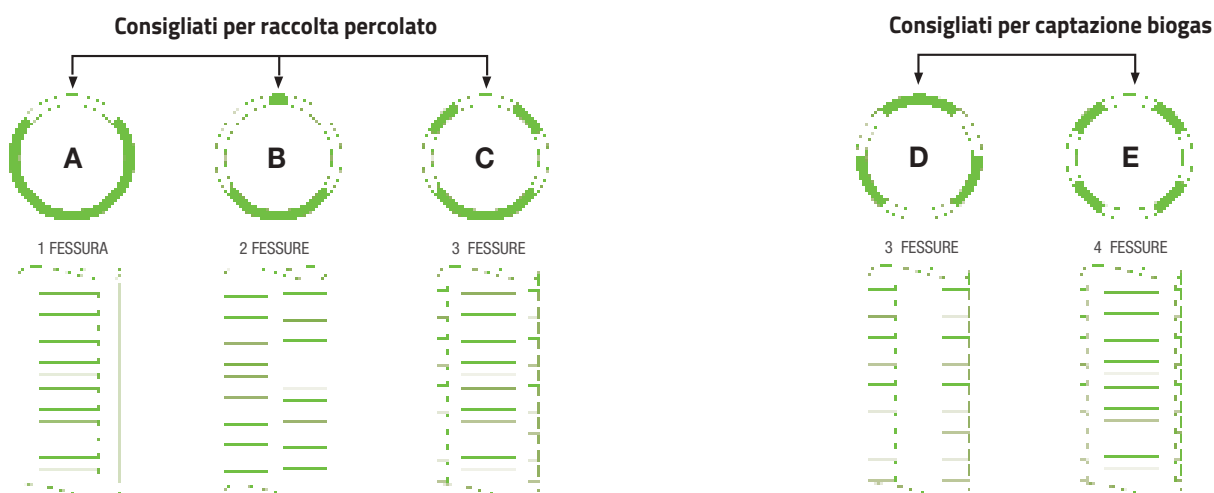 Consigliati per raccolta percolato
Consigliati per captazione biogas
A
B
C
D
E
1 FESSURA
2 FESSURE
3 FESSURE
3 FESSURE
4 FESSURE